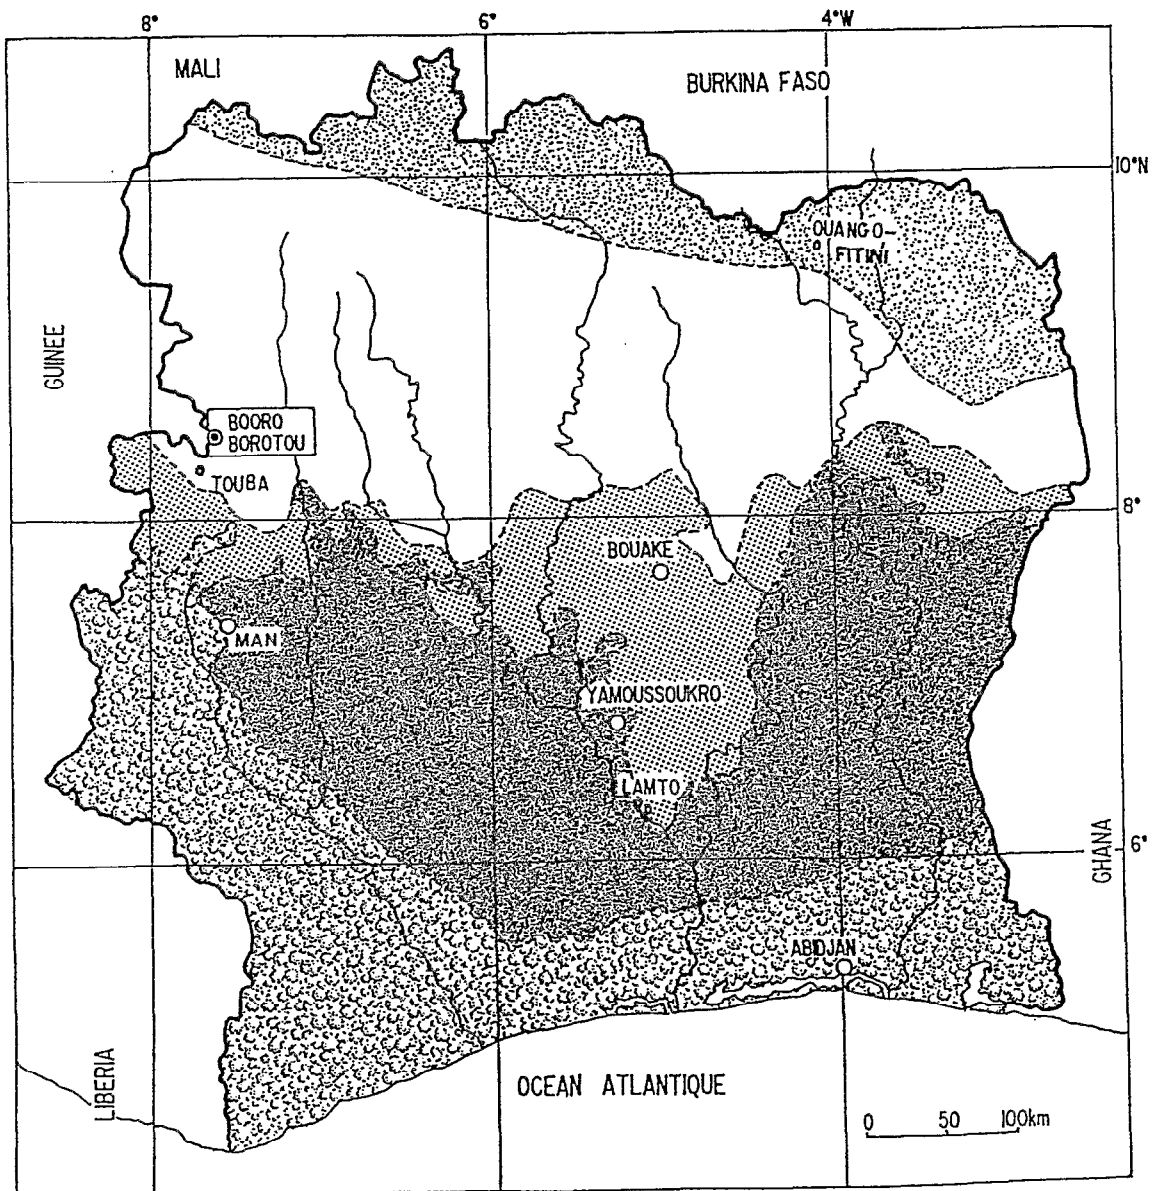 8° 6° 4°W
MALI
BURKINA FASO
10°N
OUANGO-
FITINI
GUINEE
BOORO
BOROTOU
TOUBA
8°
BOUAKE
MAN
YAMOUSSOUKRO
LAMTO
6°
GHANA
ABIDJAN
LIBERIA
OCEAN ATLANTIQUE
0 50 100km